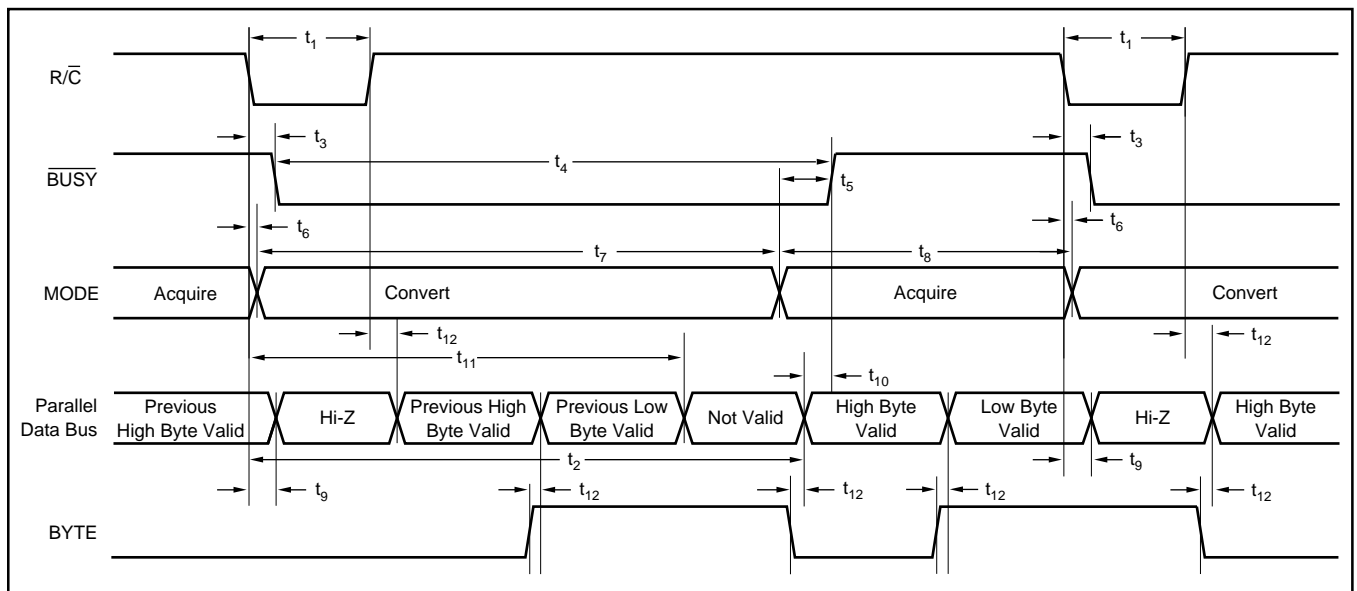 t1 t1
R/C̅
t3 t3
t4
B̅U̅S̅Y̅
t5
t6 t6
t7 t8
MODE Acquire Convert Acquire Convert
t12 t12
t11
t10
Parallel Previous Hi-Z Previous High Previous Low Not Valid High Byte Low Byte Hi-Z High Byte
Data Bus High Byte Valid Byte Valid Byte Valid Valid Valid Valid
t2
t9 t9
t12 t12 t12 t12
BYTE